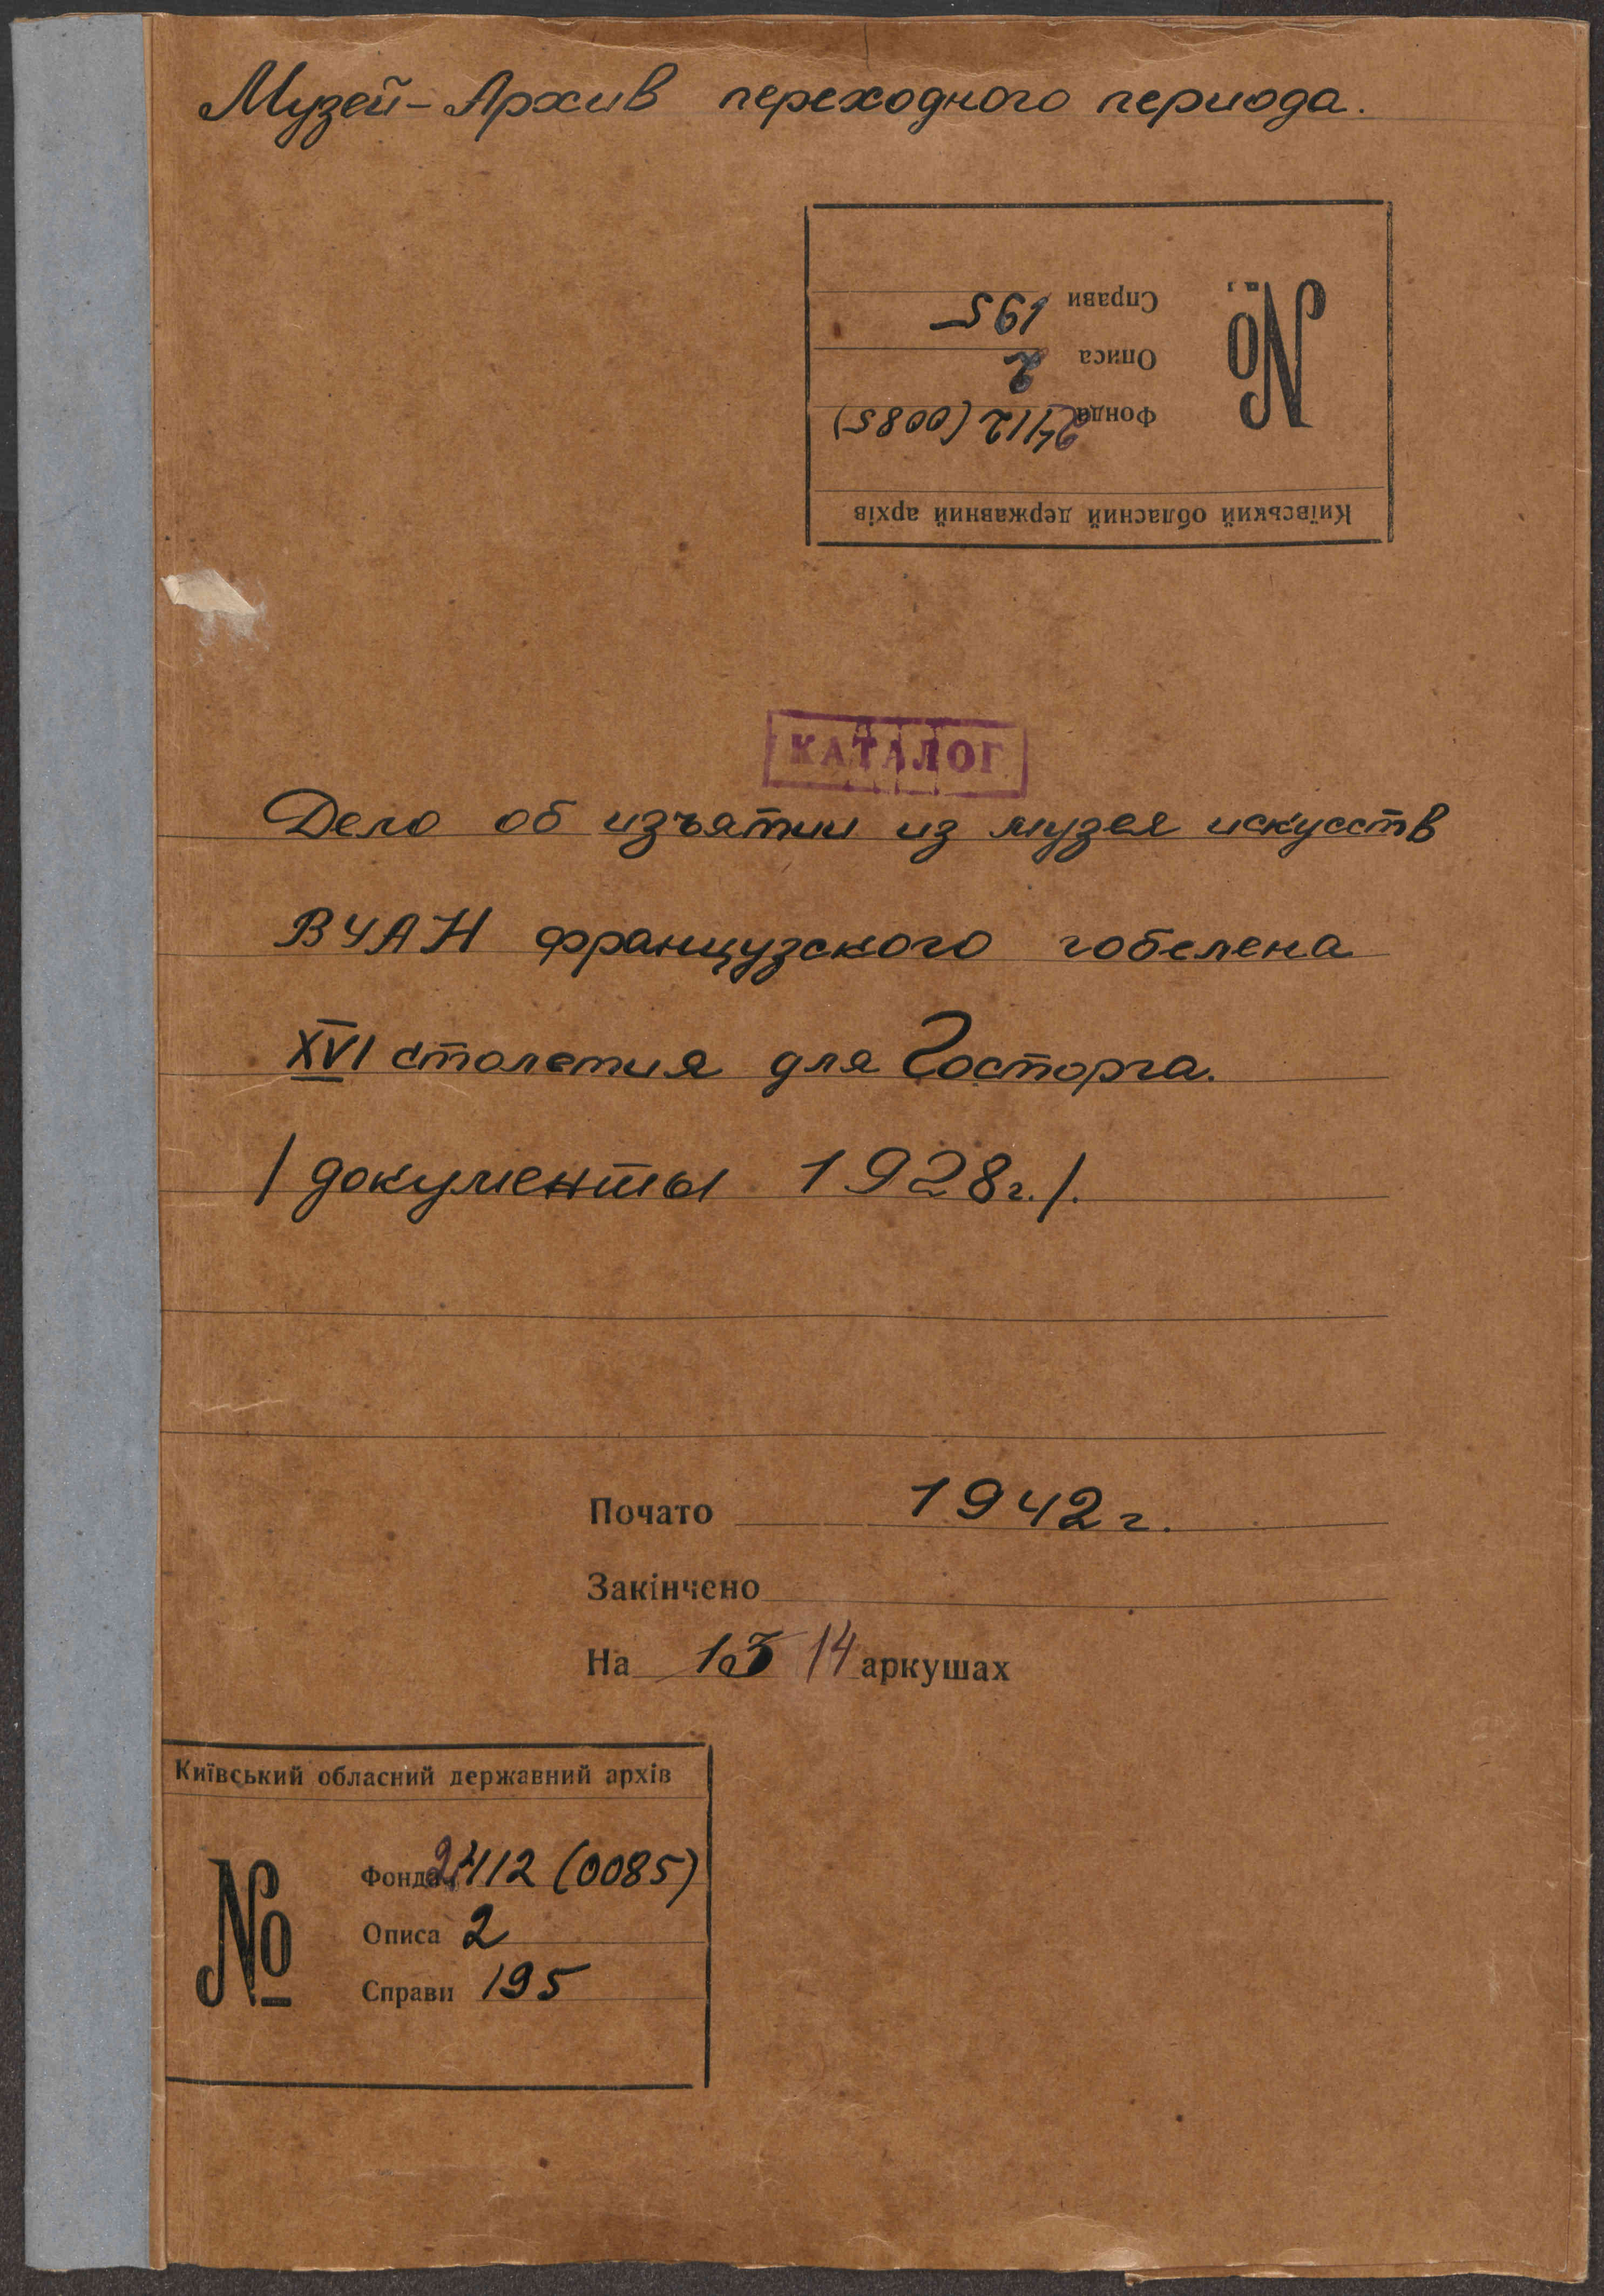 Музей-Архив переходного периода.
Київський обласний державний архів
№
Фонда 2412 (0085)
Описа 2
Справи 195
КАТАЛОГ
Дело об изъятии из музея искусств
ВУАН французского гобелена
XVI столетия для Госторга.
/документы 1928г./.
Почато 1942г.
Закінчено
На 13 14 аркушах
Київський обласний державний архів
№
Фонда 2412 (0085)
Описа 2
Справи 195